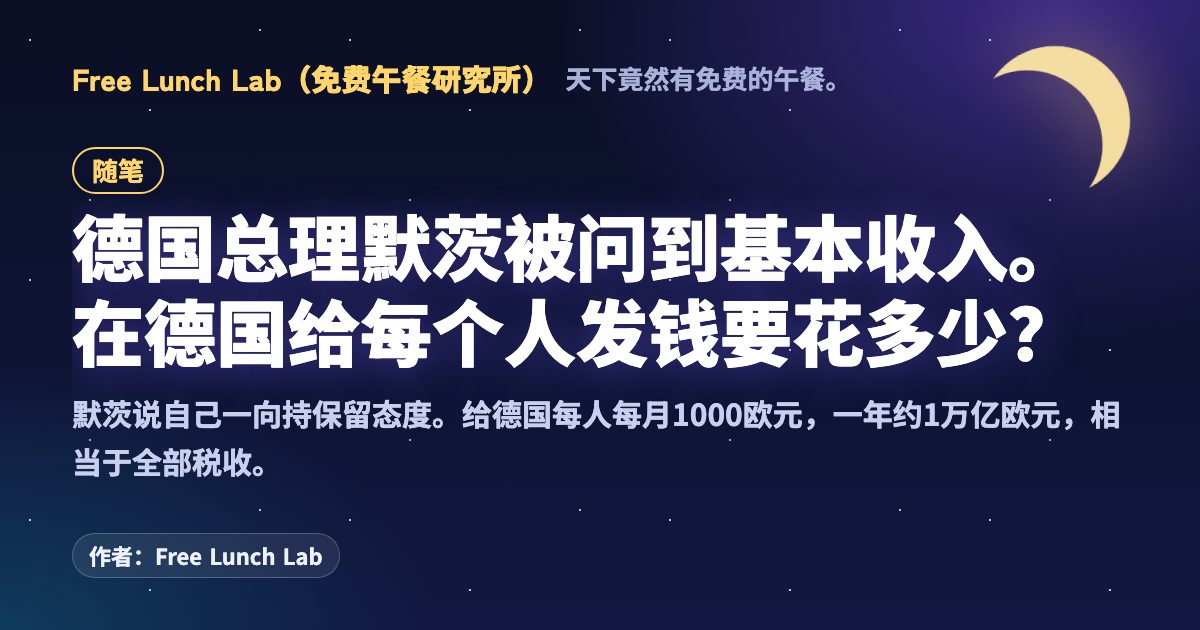 Free Lunch Lab（免费午餐研究所） 天下竟然有免费的午餐。
随笔
德国总理默茨被问到基本收入。
在德国给每个人发钱要花多少？
默茨说自己一向持保留态度。给德国每人每月1000欧元，一年约1万亿欧元，相
当于全部税收。
作者：Free Lunch Lab